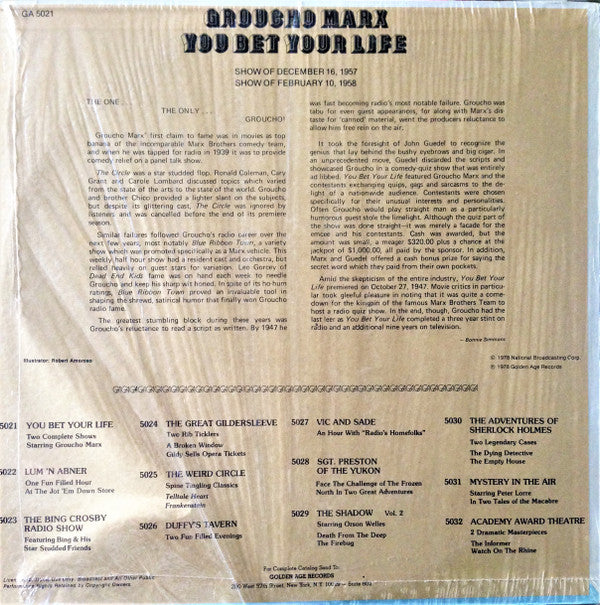 GA 5021
GROUCHO MARX
YOU BET YOUR LIFE
SHOW OF DECEMBER 16, 1957
SHOW OF FEBRUARY 10, 1958
THE ONE . . .
THE ONLY . . .
GROUCHO!
Groucho Marx' first claim to fame was in movies as top
banana of the incomparable Marx Brothers comedy team,
and when he was tapped for radio in 1939 it was to provide
comedy relief on a panel talk show.
The Circle was a star studded flop. Ronald Coleman, Cary
Grant and Carole Lombard discussed topics which varied
from the state of the arts to the state of the world. Groucho
and brother Chico provided a lighter slant on the subjects,
but despite its glittering cast, The Circle was ignored by
listeners and was cancelled before the end of its premiere
season.
Similar failures followed Groucho's radio career over the
next few years, most notably Blue Ribbon Town, a variety
show which was promoted specifically as a Marx vehicle. This
weekly half hour show had a resident cast and orchestra, but
relied heavily on guest stars for variation. Leo Gorcey of
Dead End Kids fame was on hand each week to needle
Groucho and keep his sharp wit honed. In spite of its no-hum
ratings, Blue Ribbon Town proved an invaluable tool in
shaping the shrewd, satirical humor that finally won Groucho
radio fame.
The greatest stumbling block during these years was
Groucho's reluctance to read a script as written. By 1947 he
was fast becoming radio's most notable failure. Groucho was
tabu for even guest appearances, for along with Marx's dis-
taste for "canned" material, went the producers reluctance to
allow him free rein on the air.
It took the foresight of John Guedel to recognize the
genius that lay behind the bushy eyebrows and big cigar. In
an unprecedented move, Guedel discarded the scripts and
showcased Groucho in a comedy-quiz show that was entirely
ad libbed. You Bet Your Life featured Groucho Marx and the
contestants exchanging quips, gags and sarcasms to the de-
light of a nationwide audience. Contestants were chosen
specifically for their unusual interests and personalities.
Often Groucho would play straight man as a particularly
humorous guest stole the limelight. Although the quiz part of
the show was done straight—it was merely a facade for the
emcee and his contestants. Cash was awarded, but the
amount was small, a meager $320.00 plus a chance at the
jackpot of $1,000.00, all paid by the sponsor. In addition,
Marx and Guedel offered a cash bonus prize for saying the
secret word which they paid from their own pockets.
Amid the skepticism of the entire industry, You Bet Your
Life premiered on October 27, 1947. Movie critics in particu-
lar took gleeful pleasure in noting that it was quite a come-
down for the kingpin of the famous Marx Brothers Team to
host a radio quiz show. In the end, though, Groucho had the
last leer as You Bet Your Life completed a three year stint on
radio and an additional nine years on television.
— Bonnie Simmons
Illustrator: Robert Amoroso
© 1978 National Broadcasting Corp.
℗ 1978 Golden Age Records
5021 YOU BET YOUR LIFE
Two Complete Shows
Starring Groucho Marx
5022 LUM 'N ABNER
One Fun Filled Hour
At The Jot 'Em Down Store
5023 THE BING CROSBY
RADIO SHOW
Featuring Bing & His
Star Studded Friends
5024 THE GREAT GILDERSLEEVE
Two Rib Ticklers
A Broken Window
Gildy Sells Opera Tickets
5025 THE WEIRD CIRCLE
Spine Tingling Classics
Telltale Heart
Frankenstein
5026 DUFFY'S TAVERN
Two Fun Filled Evenings
5027 VIC AND SADE
An Hour With "Radio's Homefolks"
5028 SGT. PRESTON
OF THE YUKON
Face The Challenge of The Frozen
North In Two Great Adventures
5029 THE SHADOW Vol. 2
Starring Orson Welles
Death From The Deep
The Firebug
5030 THE ADVENTURES OF
SHERLOCK HOLMES
Two Legendary Cases
The Dying Detective
The Empty House
5031 MYSTERY IN THE AIR
Starring Peter Lorre
In Two Tales of the Macabre
5032 ACADEMY AWARD THEATRE
2 Dramatic Masterpieces
The Informer
Watch On The Rhine
For Complete Catalog Send To:
GOLDEN AGE RECORDS
200 West 57th Street, New York, N.Y. 10019 — Suite 603
Broadcast and All Other Public
Performing Rights Reserved by Copyright Owners.